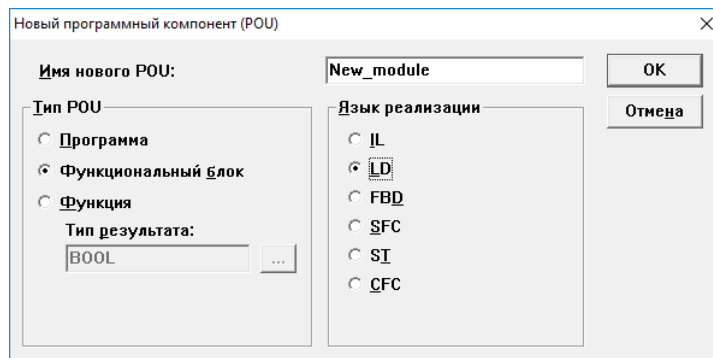 Новый программный компонент (POU)
Имя нового POU:
New_module
OK
Отмена
Тип POU
Программа
Функциональный блок
Функция
Тип результата:
BOOL
...
Язык реализации
IL
LD
FBD
SFC
ST
CFC